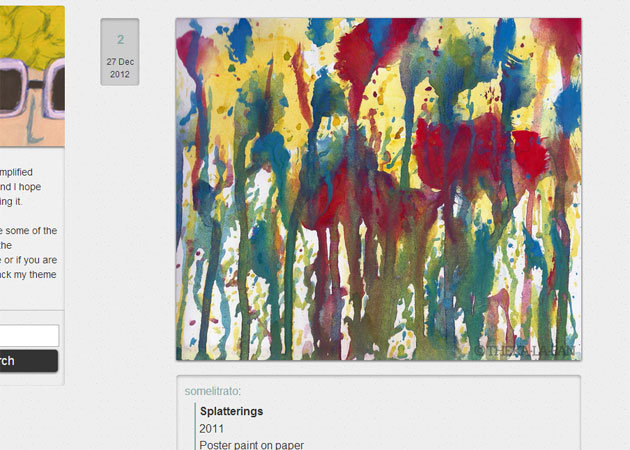 2
27 Dec
2012
mplified
nd I hope
ing it.
e some of the
the
e or if you are
ck my theme
rch
somelitrato:
Splatterings
2011
Poster paint on paper